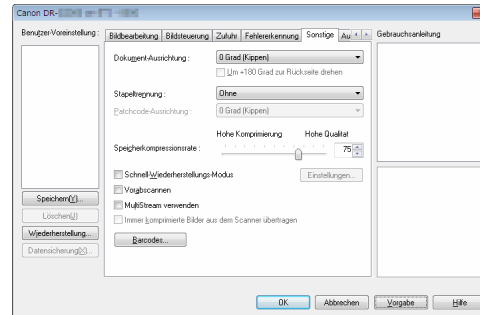 Canon DR-
Benutzer-Voreinstellung :
Bildbearbeitung Bildsteuerung Zufuhr Fehlererkennung Sonstige Au
Gebrauchsanleitung
Dokument-Ausrichtung : 0 Grad (Kippen)
Um +180 Grad zur Rückseite drehen
Stapeltrennung : Ohne
Patchcode-Ausrichtung : 0 Grad (Kippen)
Hohe Komprimierung Hohe Qualität
Speicherkompressionsrate : 75
Schnell-Wiederherstellungs-Modus Einstellungen...
Vorabscannen
MultiStream verwenden
Immer komprimierte Bilder aus dem Scanner übertragen
Barcodes...
Speichern(Y)...
Löschen(J)
Wiederherstellung...
Datensicherung(X)...
OK Abbrechen Vorgabe Hilfe